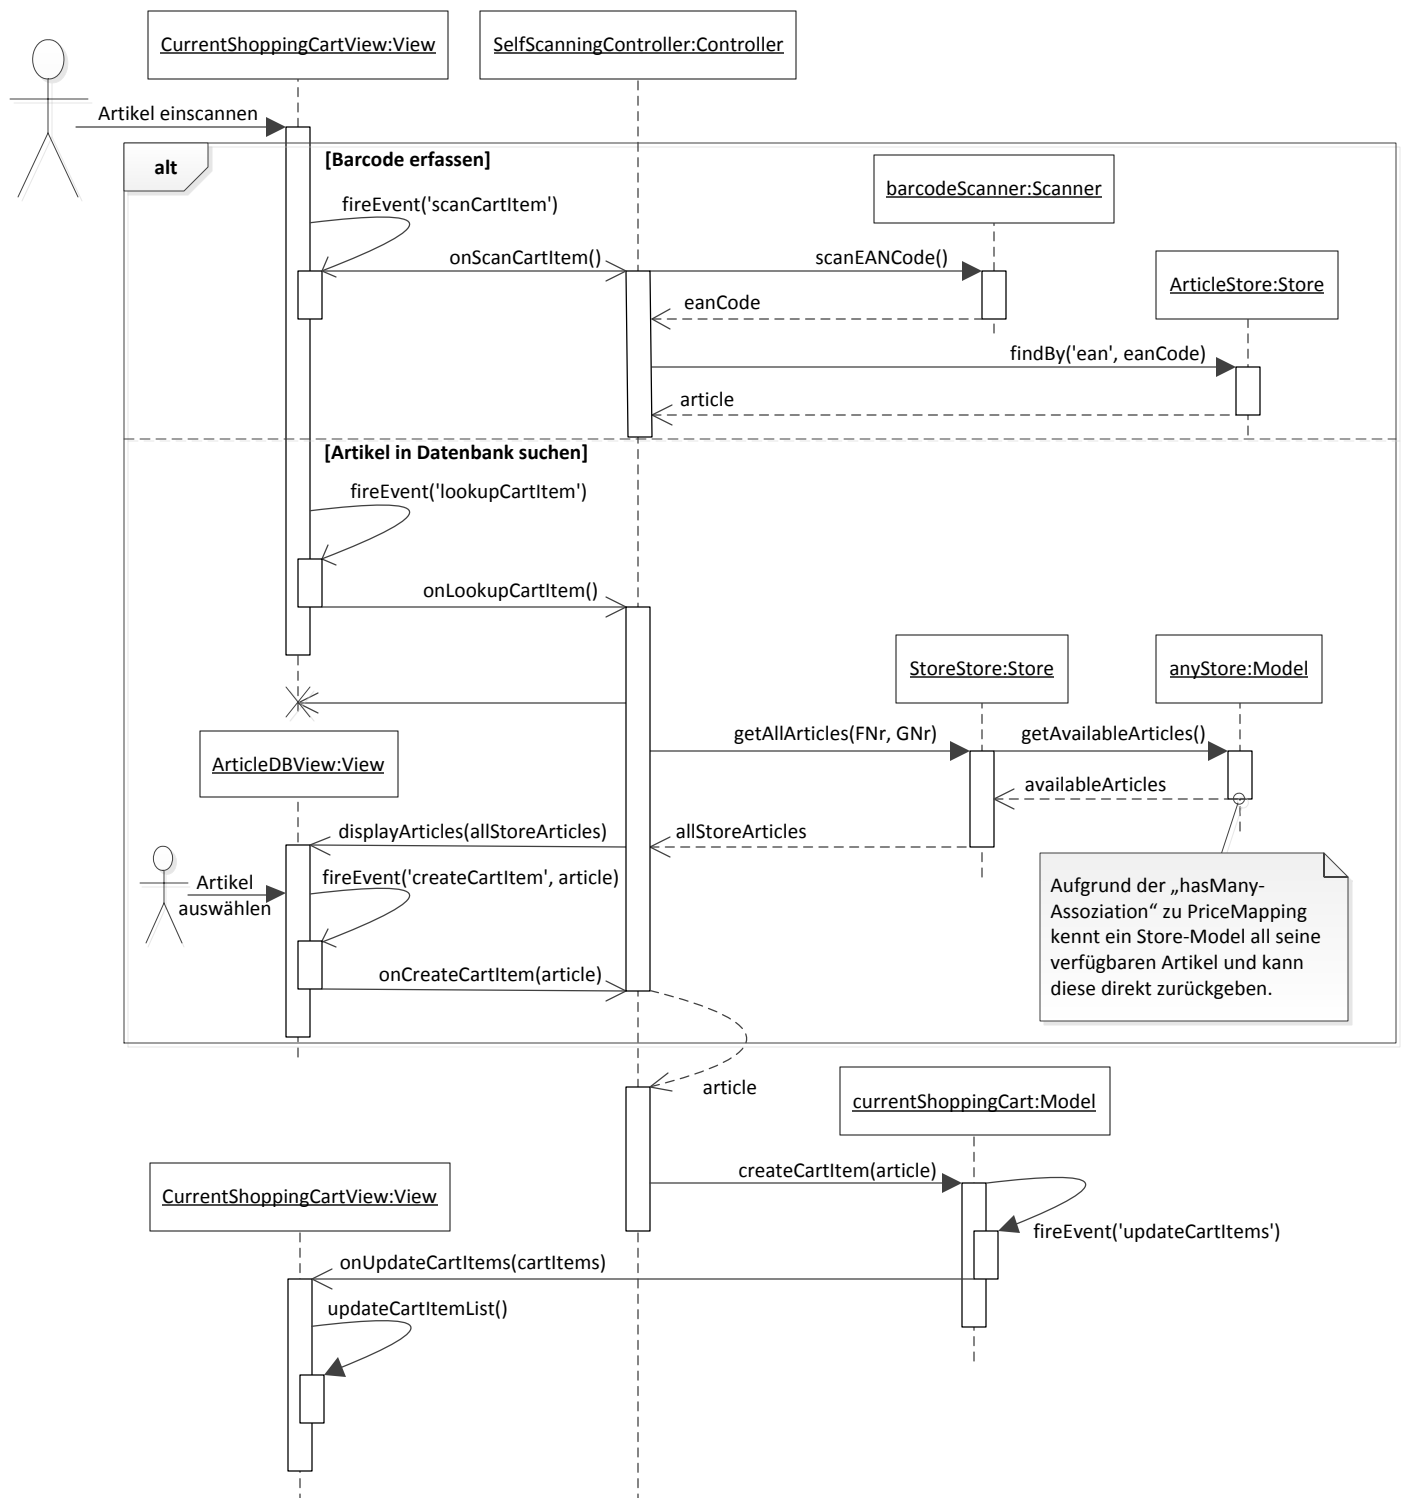 CurrentShoppingCartView:View
SelfScanningController:Controller
Artikel einscannen
alt
[Barcode erfassen]
barcodeScanner:Scanner
fireEvent('scanCartItem')
onScanCartItem()
scanEANCode()
ArticleStore:Store
eanCode
findBy('ean', eanCode)
article
[Artikel in Datenbank suchen]
fireEvent('lookupCartItem')
onLookupCartItem()
StoreStore:Store
anyStore:Model
getAllArticles(FNr, GNr)
getAvailableArticles()
ArticleDBView:View
availableArticles
displayArticles(allStoreArticles)
allStoreArticles
Artikel
auswählen
fireEvent('createCartItem', article)
Aufgrund der „hasMany-
Assoziation“ zu PriceMapping
kennt ein Store-Model all seine
verfügbaren Artikel und kann
diese direkt zurückgeben.
onCreateCartItem(article)
article
currentShoppingCart:Model
createCartItem(article)
CurrentShoppingCartView:View
fireEvent('updateCartItems')
onUpdateCartItems(cartItems)
updateCartItemList()